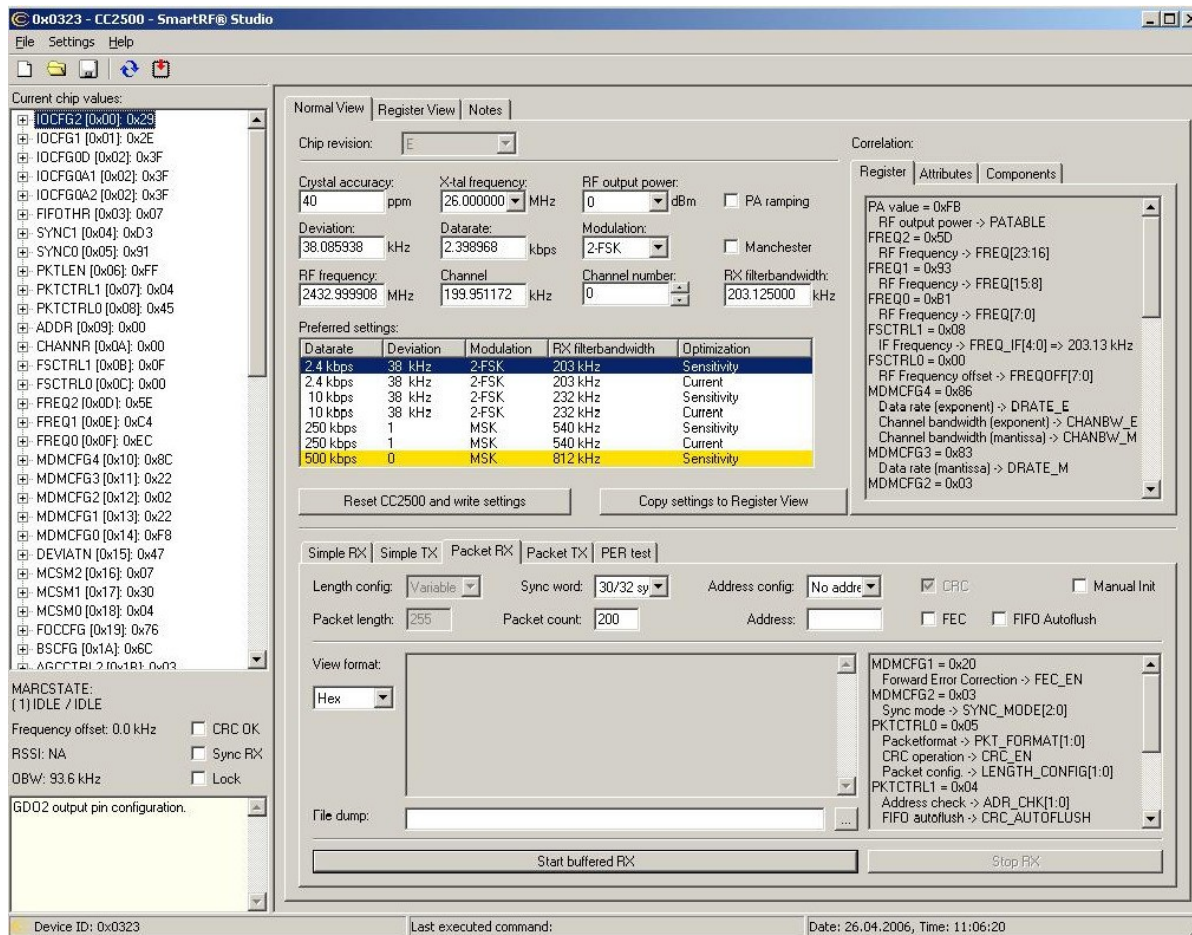 0x0323 - CC2500 - SmartRF® Studio
File Settings Help
Current chip values:
IOCFG2 [0x00]: 0x29
IOCFG1 [0x01]: 0x2E
IOCFG0D [0x02]: 0x3F
IOCFG0A1 [0x02]: 0x3F
IOCFG0A2 [0x02]: 0x3F
FIFOTHR [0x03]: 0x07
SYNC1 [0x04]: 0xD3
SYNC0 [0x05]: 0x91
PKTLEN [0x06]: 0xFF
PKTCTRL1 [0x07]: 0x04
PKTCTRL0 [0x08]: 0x45
ADDR [0x09]: 0x00
CHANNR [0x0A]: 0x00
FSCTRL1 [0x0B]: 0x0F
FSCTRL0 [0x0C]: 0x00
FREQ2 [0x0D]: 0x5E
FREQ1 [0x0E]: 0xC4
FREQ0 [0x0F]: 0xEC
MDMCFG4 [0x10]: 0x8C
MDMCFG3 [0x11]: 0x22
MDMCFG2 [0x12]: 0x02
MDMCFG1 [0x13]: 0x22
MDMCFG0 [0x14]: 0xF8
DEVIATN [0x15]: 0x47
MCSM2 [0x16]: 0x07
MCSM1 [0x17]: 0x30
MCSM0 [0x18]: 0x04
FOCCFG [0x19]: 0x76
BSCFG [0x1A]: 0x6C
AGCCTRL2 [0x1B]: 0x03
MARCSTATE:
(1) IDLE / IDLE
Frequency offset: 0.0 kHz CRC OK
RSSI: NA Sync RX
OBW: 93.6 kHz Lock
GDO2 output pin configuration.
Normal View Register View Notes
Chip revision: E
Crystal accuracy: X-tal frequency: RF output power:
40 ppm 26.000000 MHz 0 dBm PA ramping
Deviation: Datarate: Modulation:
38.085938 kHz 2.398968 kbps 2-FSK Manchester
RF frequency: Channel Channel number: RX filterbandwidth:
2432.999908 MHz 199.951172 kHz 0 203.125000 kHz
Preferred settings:
Datarate Deviation Modulation RX filterbandwidth Optimization
2.4 kbps 38 kHz 2-FSK 203 kHz Sensitivity
2.4 kbps 38 kHz 2-FSK 203 kHz Current
10 kbps 38 kHz 2-FSK 232 kHz Sensitivity
10 kbps 38 kHz 2-FSK 232 kHz Current
250 kbps 1 MSK 540 kHz Sensitivity
250 kbps 1 MSK 540 kHz Current
500 kbps 0 MSK 812 kHz Sensitivity
Reset CC2500 and write settings Copy settings to Register View
Correlation:
Register Attributes Components
PA value = 0xFB
RF output power -> PATABLE
FREQ2 = 0x5D
RF Frequency -> FREQ[23:16]
FREQ1 = 0x93
RF Frequency -> FREQ[15:8]
FREQ0 = 0xB1
RF Frequency -> FREQ[7:0]
FSCTRL1 = 0x08
IF Frequency -> FREQ_IF[4:0] => 203.13 kHz
FSCTRL0 = 0x00
RF Frequency offset -> FREQOFF[7:0]
MDMCFG4 = 0x86
Data rate (exponent) -> DRATE_E
Channel bandwidth (exponent) -> CHANBW_E
Channel bandwidth (mantissa) -> CHANBW_M
MDMCFG3 = 0x83
Data rate (mantissa) -> DRATE_M
MDMCFG2 = 0x03
Simple RX Simple TX Packet RX Packet TX PER test
Length config: Variable Sync word: 30/32 sy Address config: No addre CRC Manual Init
Packet length: 255 Packet count: 200 Address: FEC FIFO Autoflush
View format:
Hex
File dump: ...
MDMCFG1 = 0x20
Forward Error Correction -> FEC_EN
MDMCFG2 = 0x03
Sync mode -> SYNC_MODE[2:0]
PKTCTRL0 = 0x05
Packetformat -> PKT_FORMAT[1:0]
CRC operation -> CRC_EN
Packet config. -> LENGTH_CONFIG[1:0]
PKTCTRL1 = 0x04
Address check -> ADR_CHK[1:0]
FIFO autoflush -> CRC_AUTOFLUSH
Start buffered RX Stop RX
Device ID: 0x0323 Last executed command: Date: 26.04.2006, Time: 11:06:20